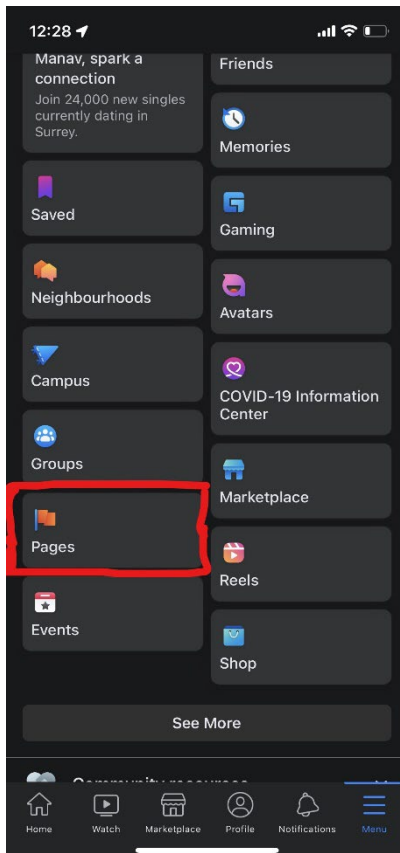 12:28
Manav, spark a
connection
Join 24,000 new singles
currently dating in
Surrey.
Saved
Neighbourhoods
Campus
Groups
Pages
Events
Friends
Memories
Gaming
Avatars
COVID-19 Information
Center
Marketplace
Reels
Shop
See More
Community resources
Home
Watch
Marketplace
Profile
Notifications
Menu